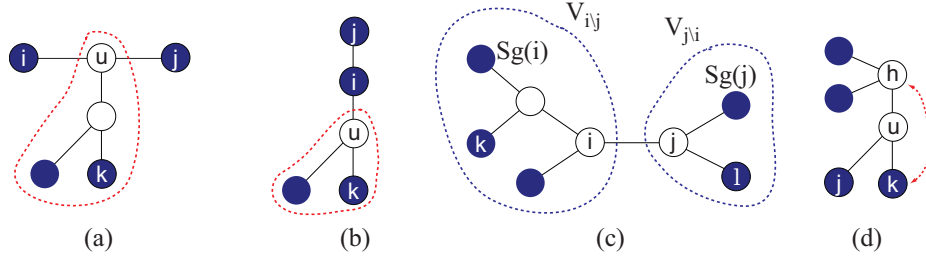 i u j
k
(a)
j
i
u
k
(b)
V_{i\j}
V_{j\i}
Sg(i)
Sg(j)
k i j
l
(c)
h
u
j k
(d)